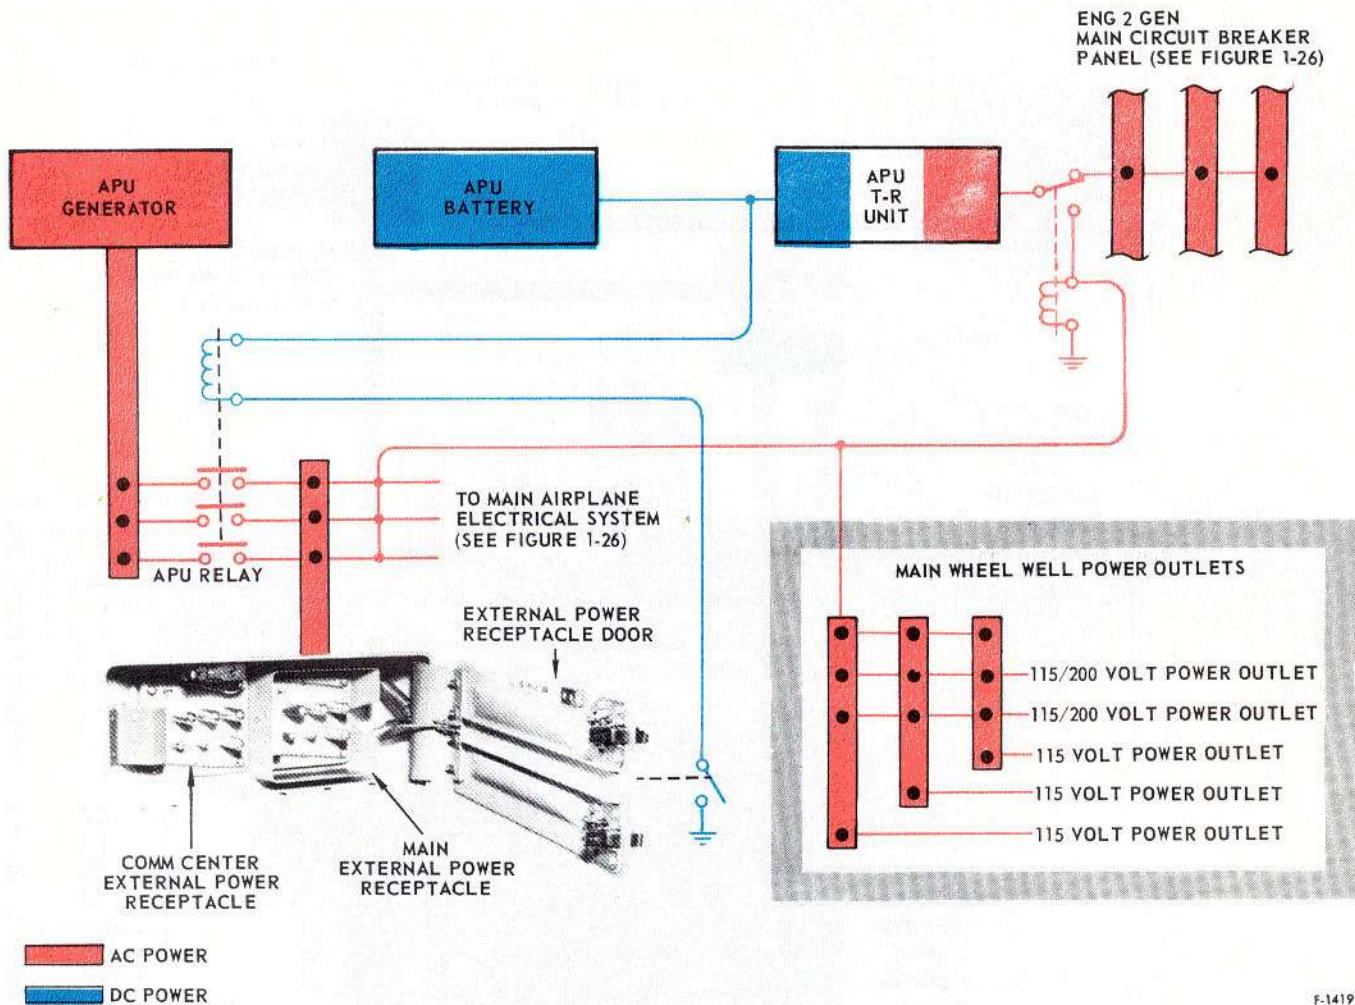 ENG 2 GEN
MAIN CIRCUIT BREAKER
PANEL (SEE FIGURE 1-26)
APU
GENERATOR
APU
BATTERY
APU
T-R
UNIT
TO MAIN AIRPLANE
ELECTRICAL SYSTEM
(SEE FIGURE 1-26)
APU RELAY
EXTERNAL POWER
RECEPTACLE DOOR
MAIN WHEEL WELL POWER OUTLETS
115/200 VOLT POWER OUTLET
115/200 VOLT POWER OUTLET
115 VOLT POWER OUTLET
115 VOLT POWER OUTLET
115 VOLT POWER OUTLET
COMM CENTER
EXTERNAL POWER
RECEPTACLE
MAIN
EXTERNAL POWER
RECEPTACLE
AC POWER
DC POWER
F-1419